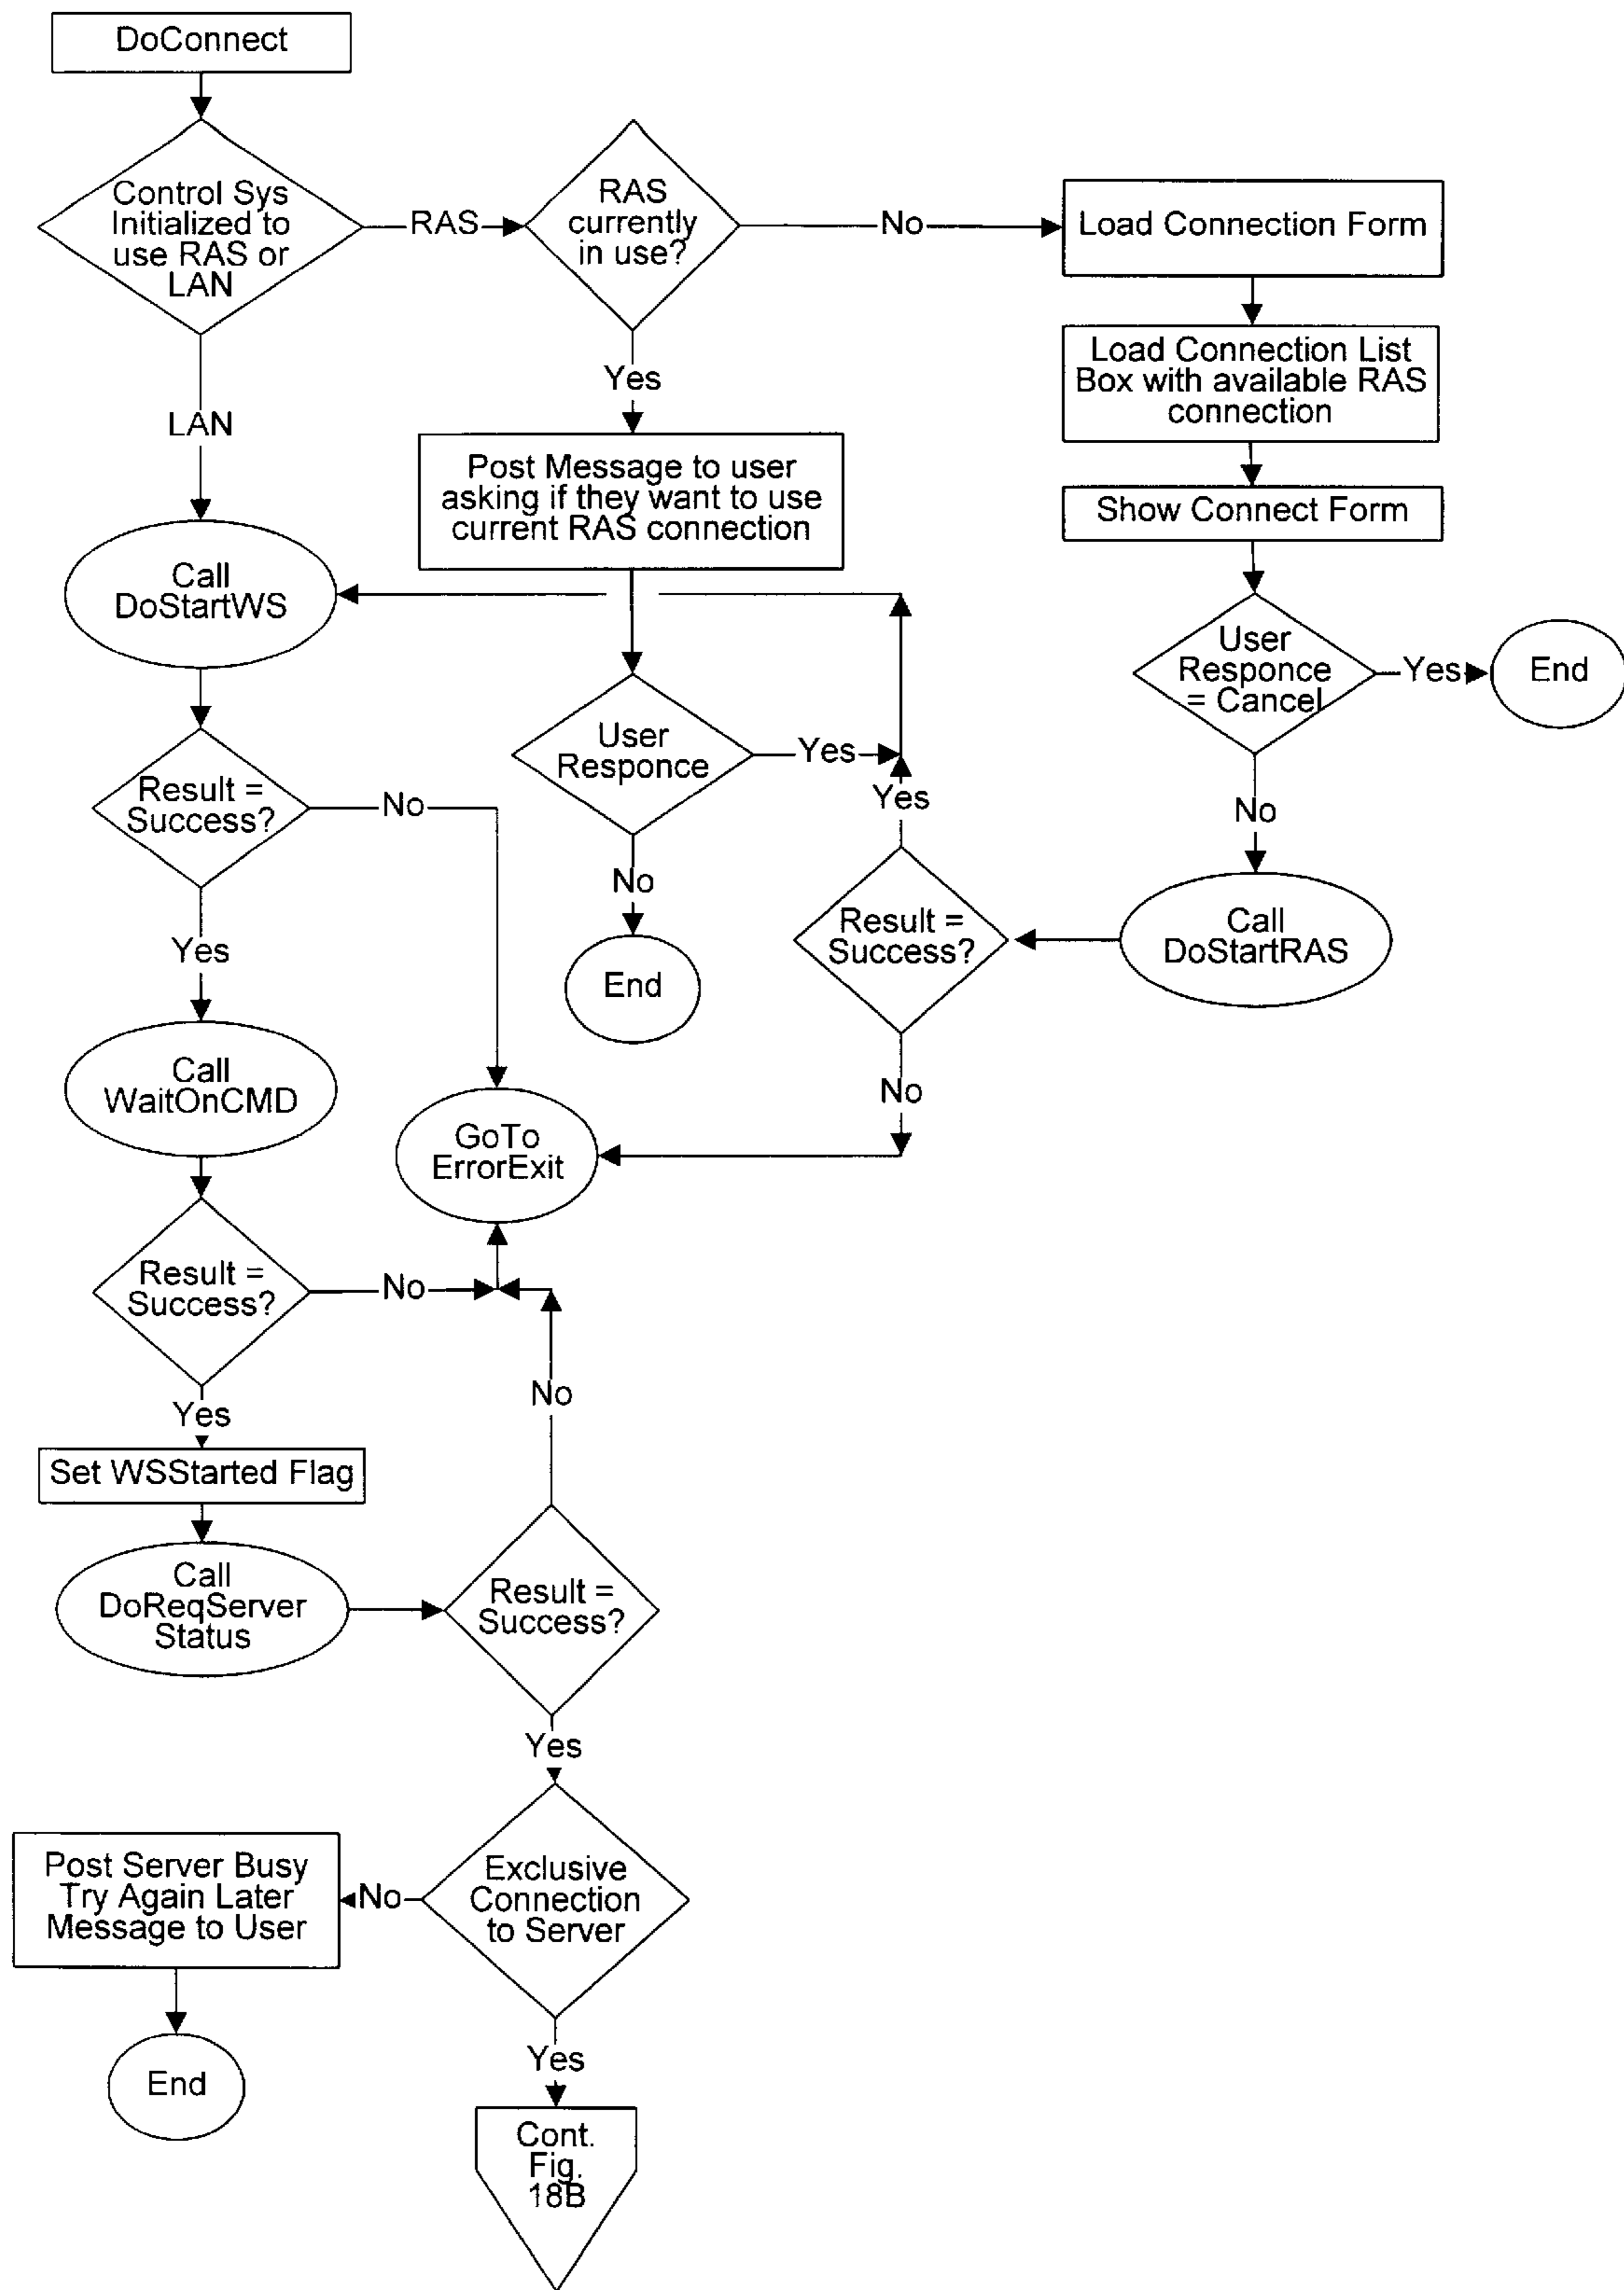 DoConnect
Control Sys
Initialized to
use RAS or
LAN
RAS
RAS
currently
in use?
No
Load Connection Form
Load Connection List
Box with available RAS
connection
Show Connect Form
User
Responce
= Cancel
Yes
End
No
Call
DoStartRAS
Yes
Post Message to user
asking if they want to use
current RAS connection
User
Responce
Yes
No
End
Yes
Result =
Success?
No
LAN
Call
DoStartWS
Result =
Success?
No
Yes
Call
WaitOnCMD
GoTo
ErrorExit
Result =
Success?
No
No
Yes
Set WSStarted Flag
Call
DoReqServer
Status
Result =
Success?
Yes
Exclusive
Connection
to Server
No
Post Server Busy
Try Again Later
Message to User
End
Yes
Cont.
Fig.
18B